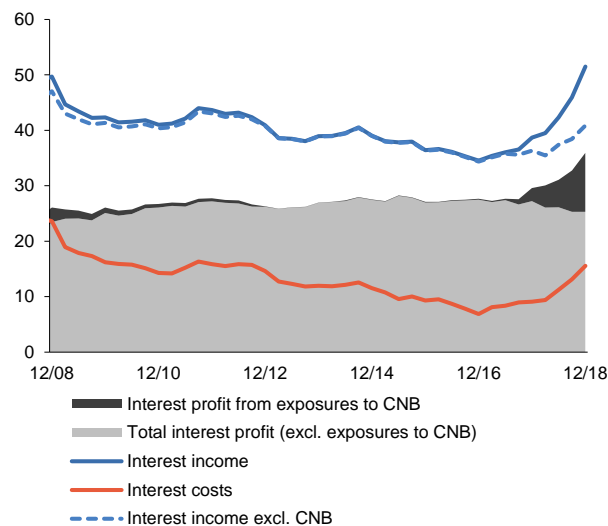 60
50
40
30
20
10
0
12/08 12/10 12/12 12/14 12/16 12/18
Interest profit from exposures to CNB
Total interest profit (excl. exposures to CNB)
Interest income
Interest costs
Interest income excl. CNB